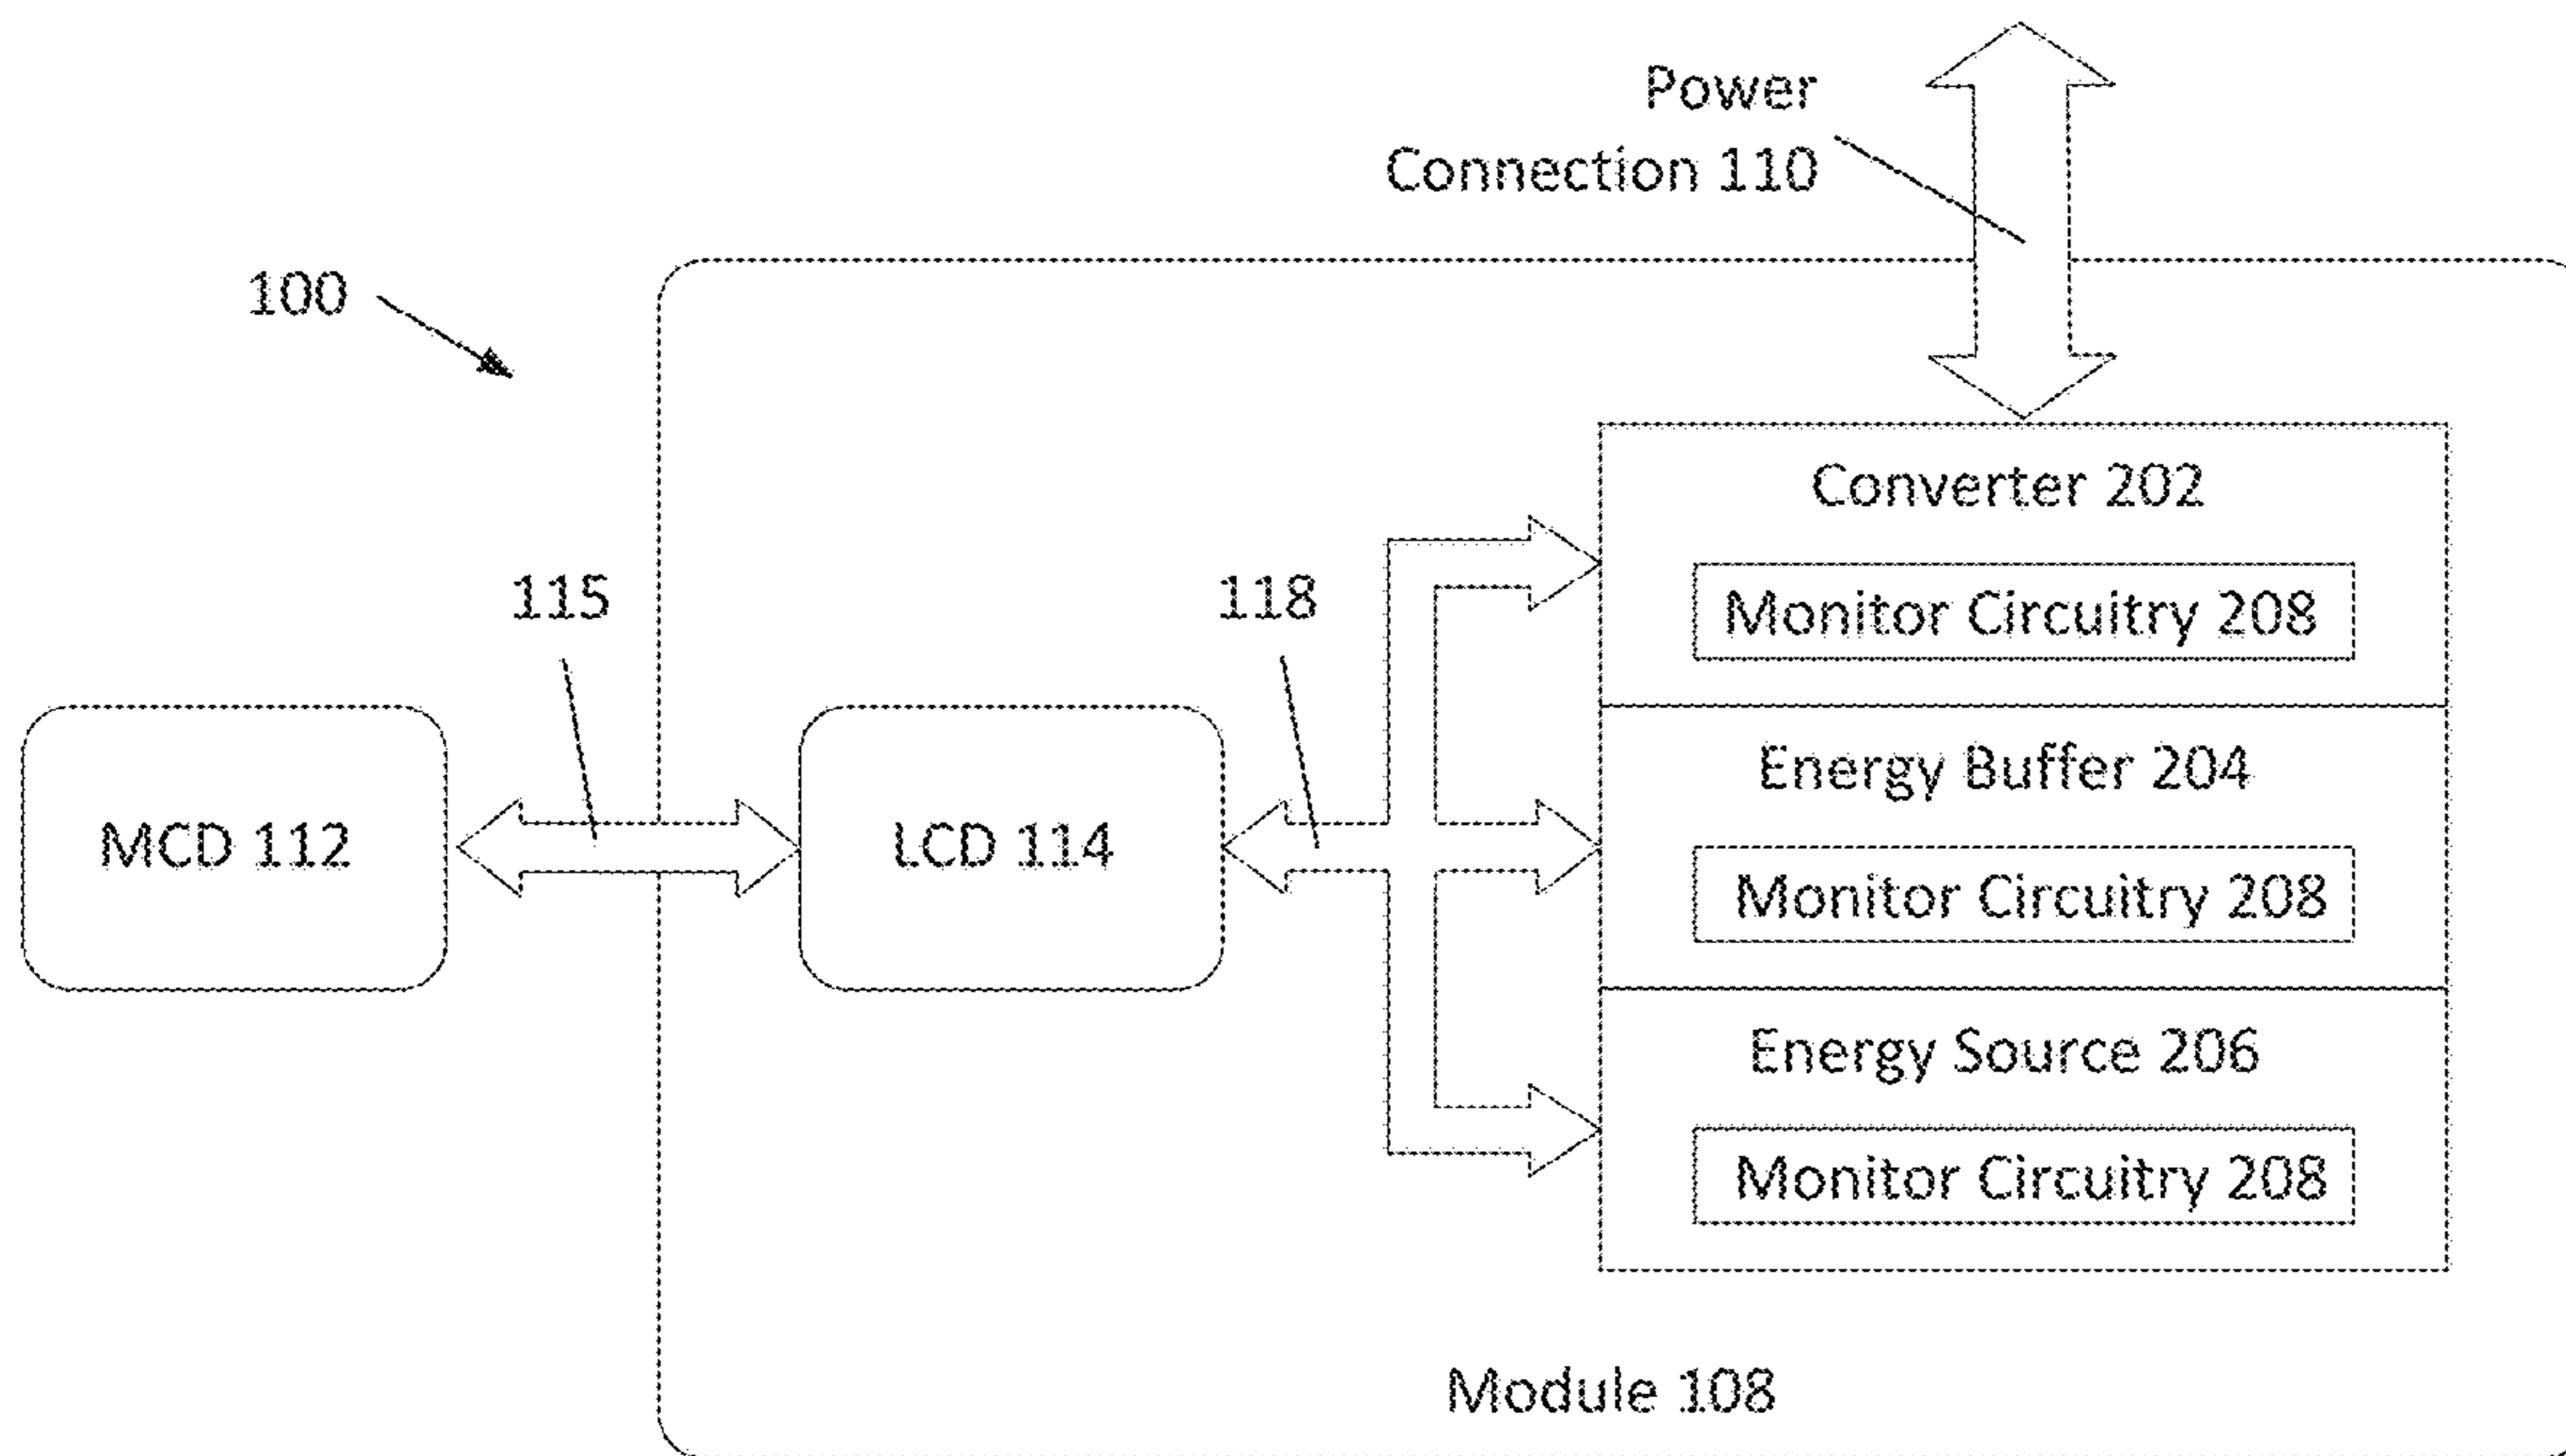 Power
Connection 110
100
Converter 202
115
118
Monitor Circuitry 208
Energy Buffer 204
MCD 112
LCD 114
Monitor Circuitry 208
Energy Source 206
Monitor Circuitry 208
Module 108